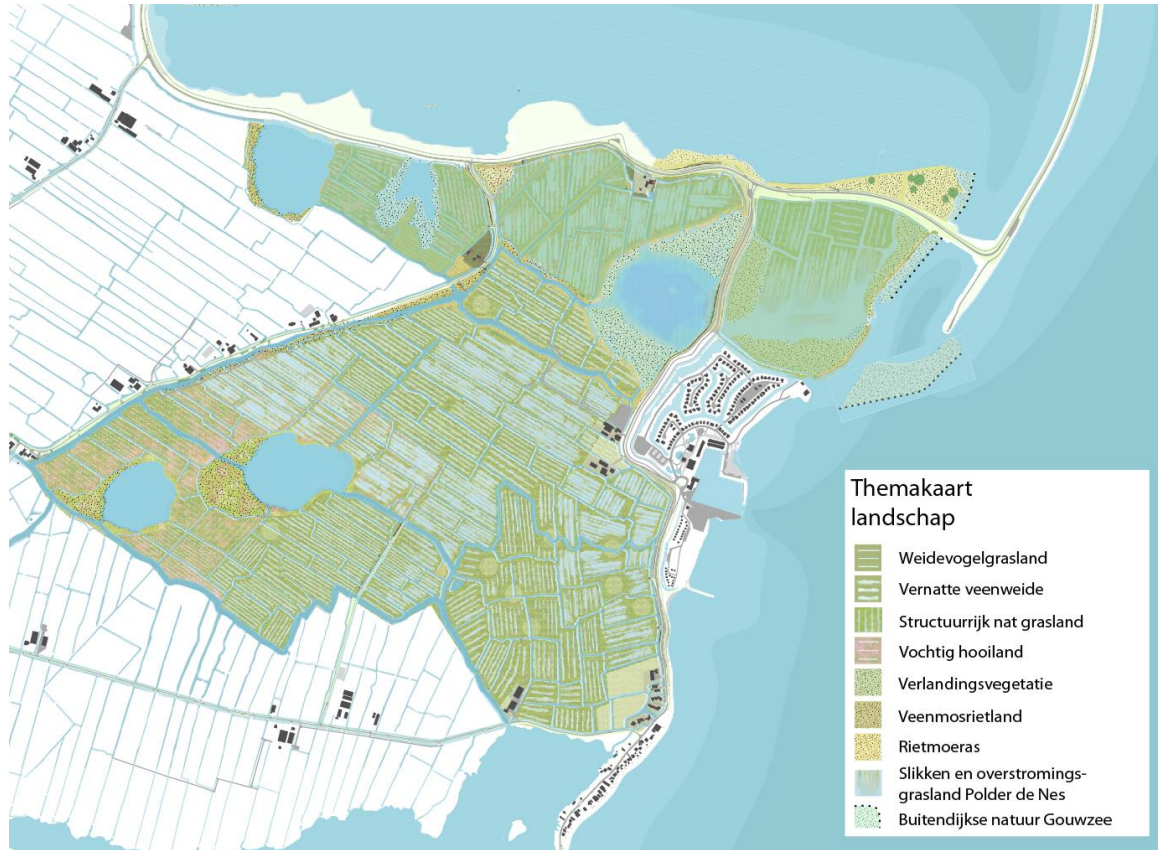 Themakaart
landschap
Weidevogelgrasland
Vernatte veenweide
Structuurrijk nat grasland
Vochtig hooiland
Verlandingsvegetatie
Veenmosrietland
Rietmoeras
Slikken en overstromings-
grasland Polder de Nes
Buitendijkse natuur Gouwzee